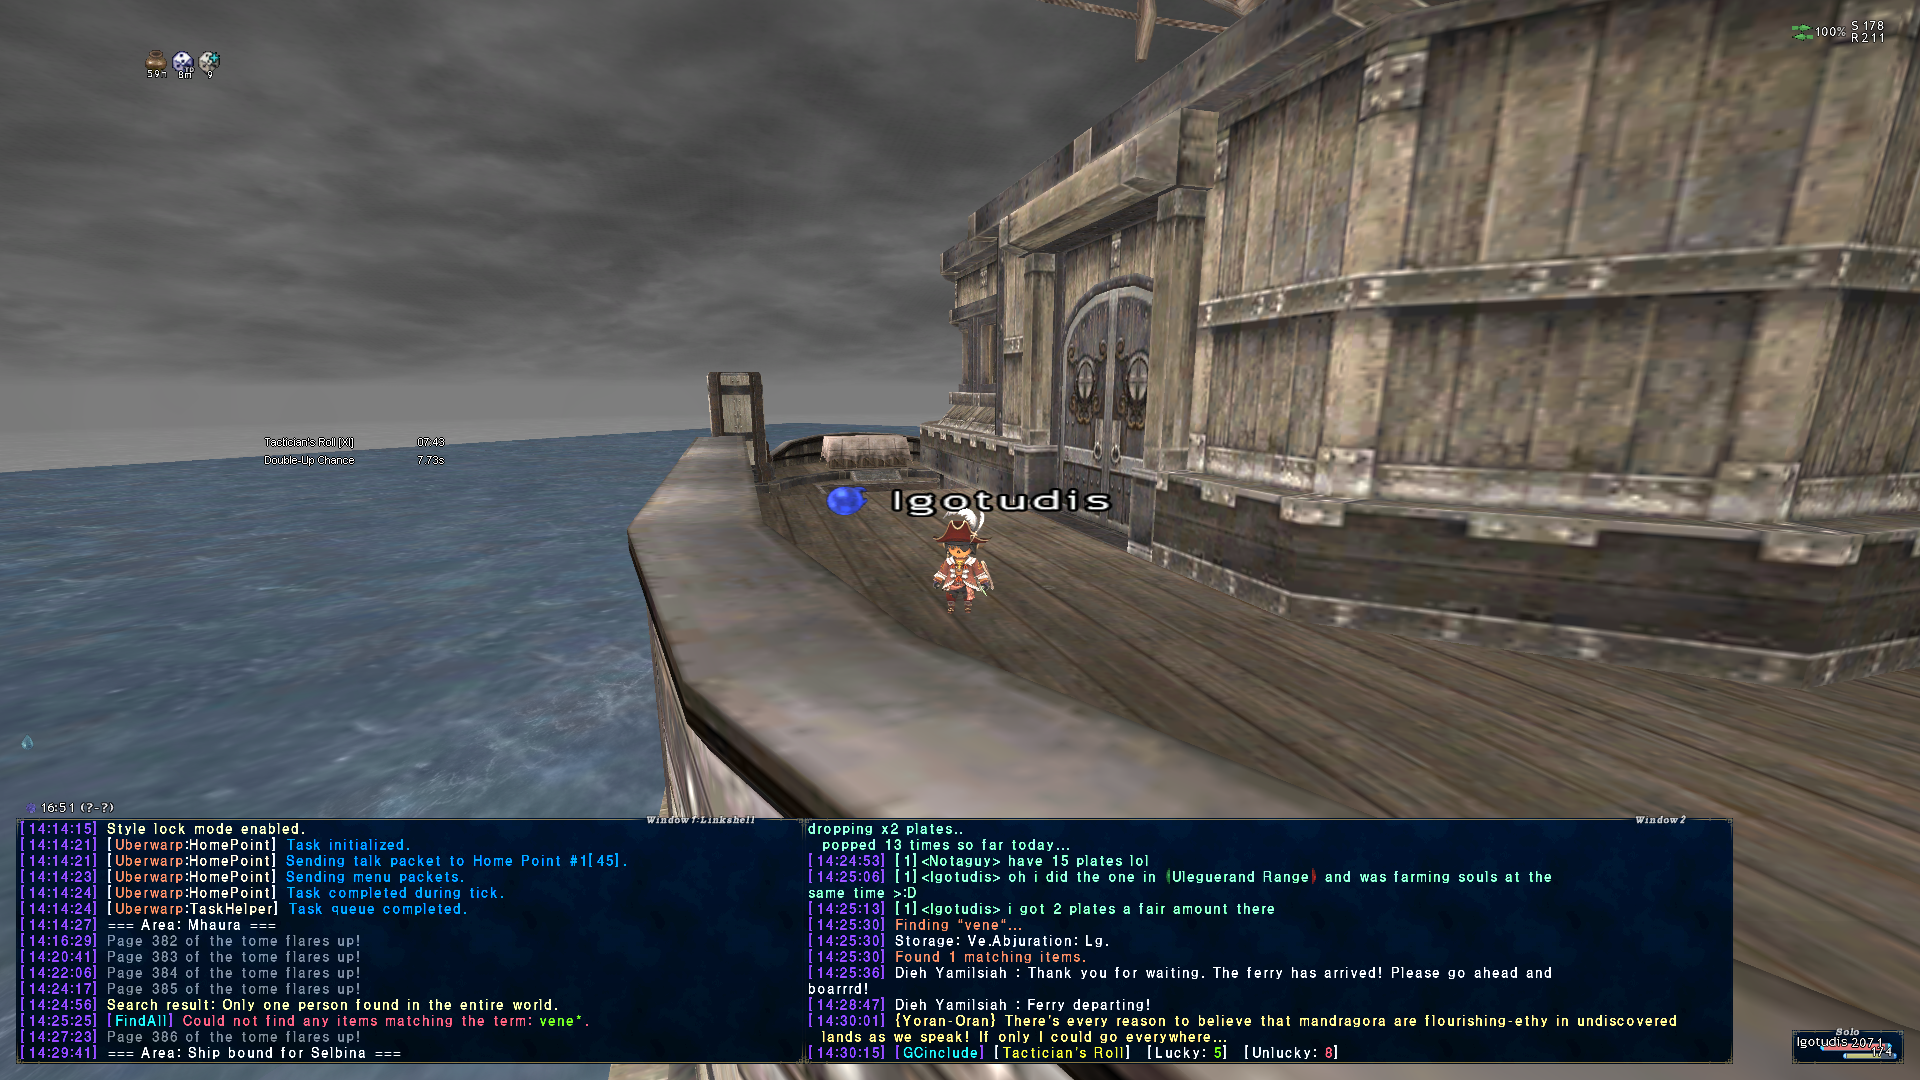 100% S 178
R 211
59m
8m
9
Tactician's Roll [XI] 07:43
Double-Up Chance 7.73s
Igotudis
16:51 (?-?)
Window1:Linkshell
[14:14:15] Style lock mode enabled.
[14:14:21] [Uberwarp:HomePoint] Task initialized.
[14:14:21] [Uberwarp:HomePoint] Sending talk packet to Home Point #1[45].
[14:14:23] [Uberwarp:HomePoint] Sending menu packets.
[14:14:24] [Uberwarp:HomePoint] Task completed during tick.
[14:14:24] [Uberwarp:TaskHelper] Task queue completed.
[14:14:27] === Area: Mhaura ===
[14:16:29] Page 382 of the tome flares up!
[14:20:41] Page 383 of the tome flares up!
[14:22:06] Page 384 of the tome flares up!
[14:24:17] Page 385 of the tome flares up!
[14:24:56] Search result: Only one person found in the entire world.
[14:25:25] [FindAll] Could not find any items matching the term: vene*.
[14:27:23] Page 386 of the tome flares up!
[14:29:41] === Area: Ship bound for Selbina ===
Window2
dropping x2 plates..
popped 13 times so far today...
[14:24:53] [1]<Notaguy> have 15 plates lol
[14:25:06] [1]<Igotudis> oh i did the one in (Uleguerand Range) and was farming souls at the
same time >:D
[14:25:13] [1]<Igotudis> i got 2 plates a fair amount there
[14:25:30] Finding "vene"...
[14:25:30] Storage: Ve.Abjuration: Lg.
[14:25:30] Found 1 matching items.
[14:25:36] Dieh Yamilsiah : Thank you for waiting. The ferry has arrived! Please go ahead and
boarrrd!
[14:28:47] Dieh Yamilsiah : Ferry departing!
[14:30:01] {Yoran-Oran} There's every reason to believe that mandragora are flourishing-ethy in undiscovered
lands as we speak! If only I could go everywhere...
[14:30:15] [GCinclude] [Tactician's Roll] [Lucky: 5] [Unlucky: 8]
Solo
Igotudis 2071
174